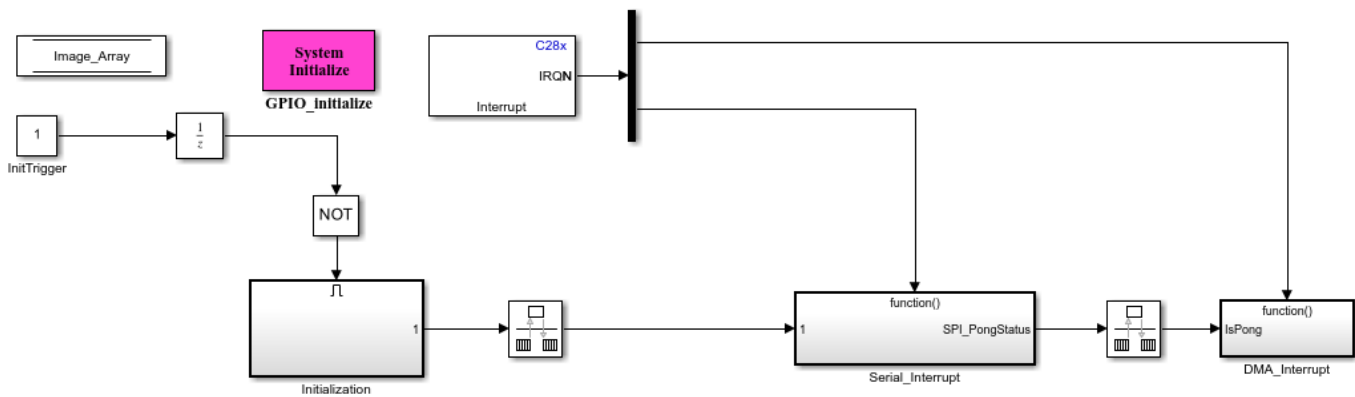 Image_Array
System
Initialize
GPIO_initialize
C28x
IRQN
Interrupt
1
InitTrigger
1
z
NOT
1
Initialization
function()
1
SPI_PongStatus
Serial_Interrupt
function()
IsPong
DMA_Interrupt